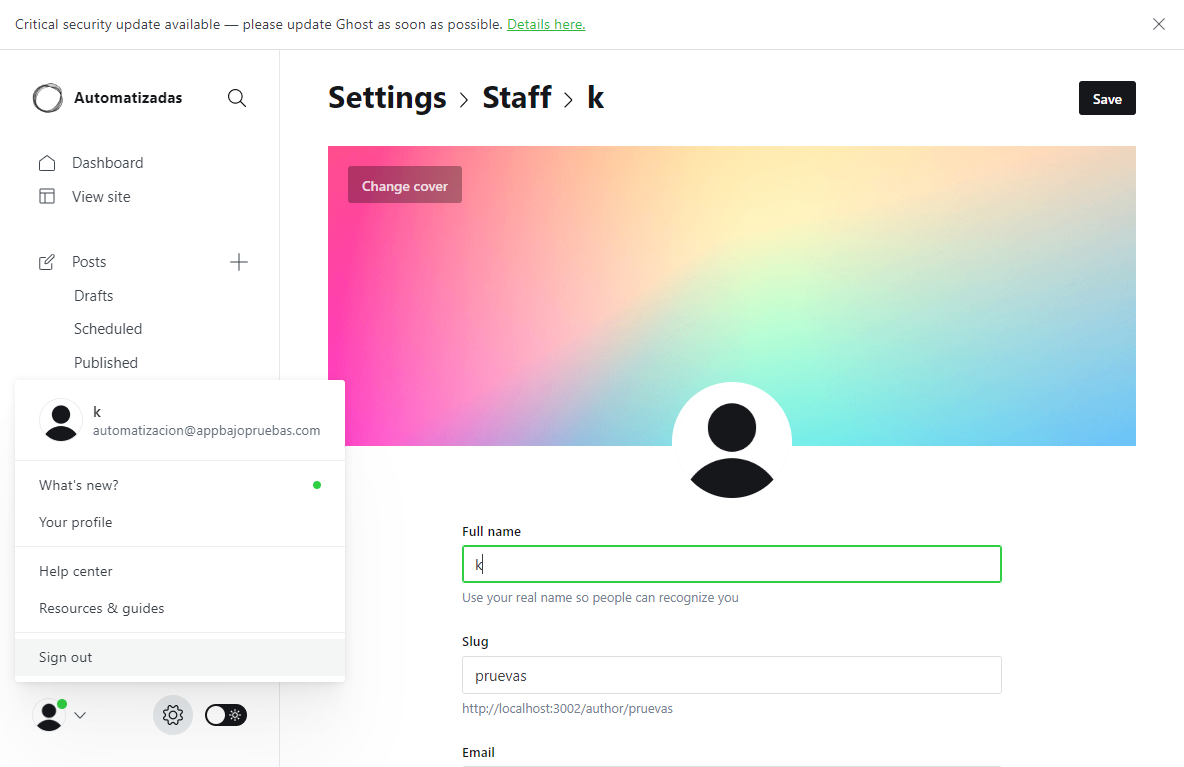 Critical security update available — please update Ghost as soon as possible. Details here.
Automatizadas
Dashboard
View site
Posts
Drafts
Scheduled
Published
k
automatizacion@appbajopruebas.com
What's new?
Your profile
Help center
Resources & guides
Sign out
Settings > Staff > k
Save
Change cover
Full name
k
Use your real name so people can recognize you
Slug
pruevas
http://localhost:3002/author/pruevas
Email